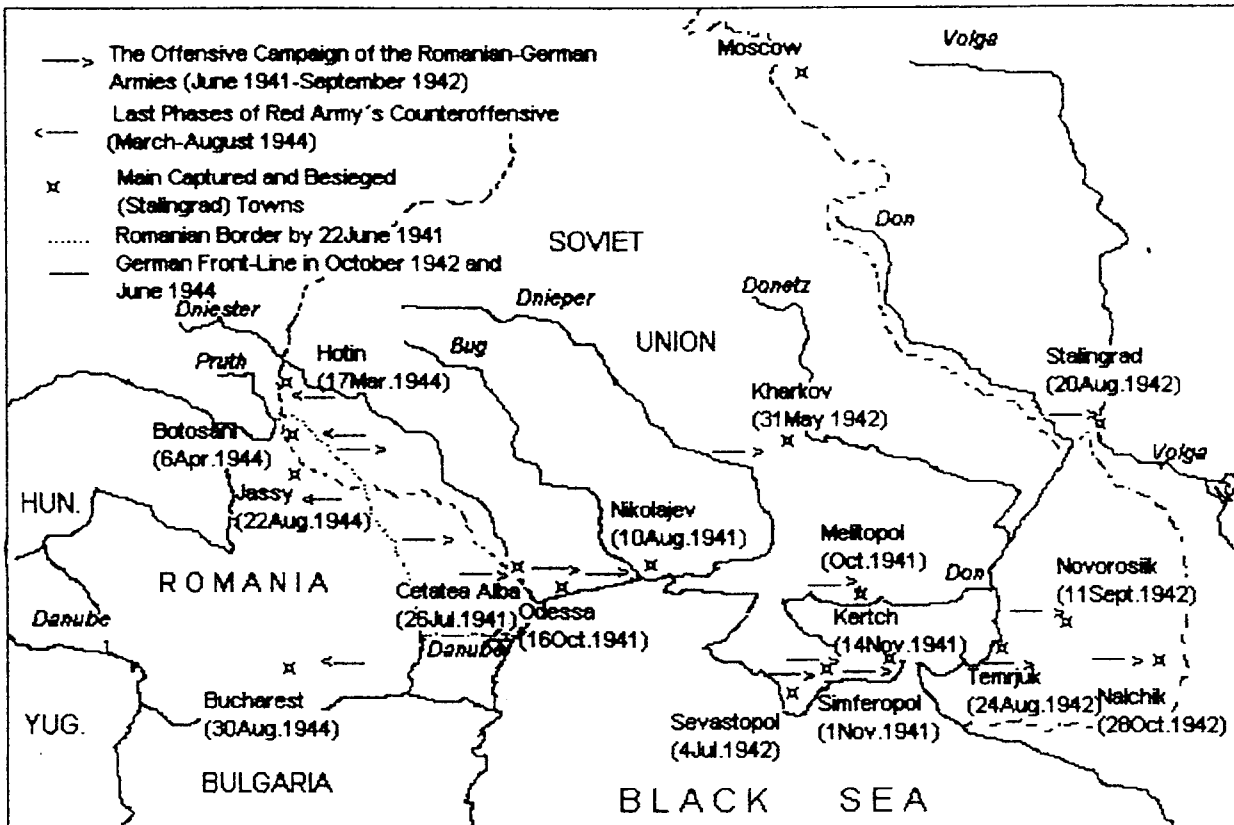 The Offensive Campaign of the Romanian-German
Armies (June 1941-September 1942)
Last Phases of Red Army´s Counteroffensive
(March-August 1944)
Main Captured and Besieged
(Stalingrad) Towns
Romanian Border by 22June 1941
German Front-Line in October 1942 and
June 1944
Moscow
Volga
Don
SOVIET
UNION
Dniester
Pruth
Hotin
(17Mar.1944)
Bug
Dnieper
Donetz
Kharkov
(31May 1942)
Stalingrad
(20Aug.1942)
Volga
Botosani
(6Apr.1944)
Jassy
(22Aug.1944)
HUN.
ROMANIA
Nikolajev
(10Aug.1941)
Melitopol
(Oct.1941)
Don
Novorosiik
(11Sept.1942)
Cetatea Alba
(26Jul.1941)
Odessa
(16Oct.1941)
Kertch
(14Nov.1941)
Danube
Danube
Bucharest
(30Aug.1944)
Sevastopol
(4Jul.1942)
Simferopol
(1Nov.1941)
Temrjuk
(24Aug.1942)
Nalchik
(28Oct.1942)
YUG.
BULGARIA
BLACK SEA